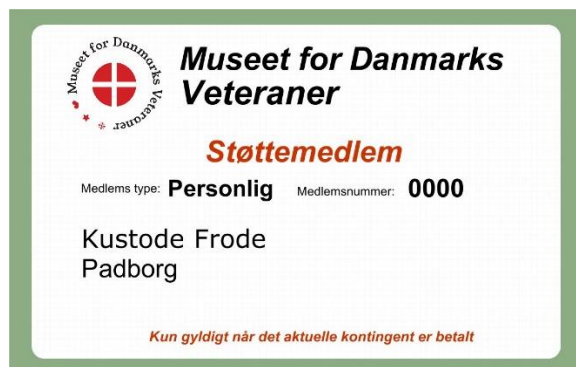 Museet for Danmarks Veteraner
Museet for Danmarks
Veteraner
Støttemedlem
Medlems type: Personlig Medlemsnummer: 0000
Kustode Frode
Padborg
Kun gyldigt når det aktuelle kontingent er betalt